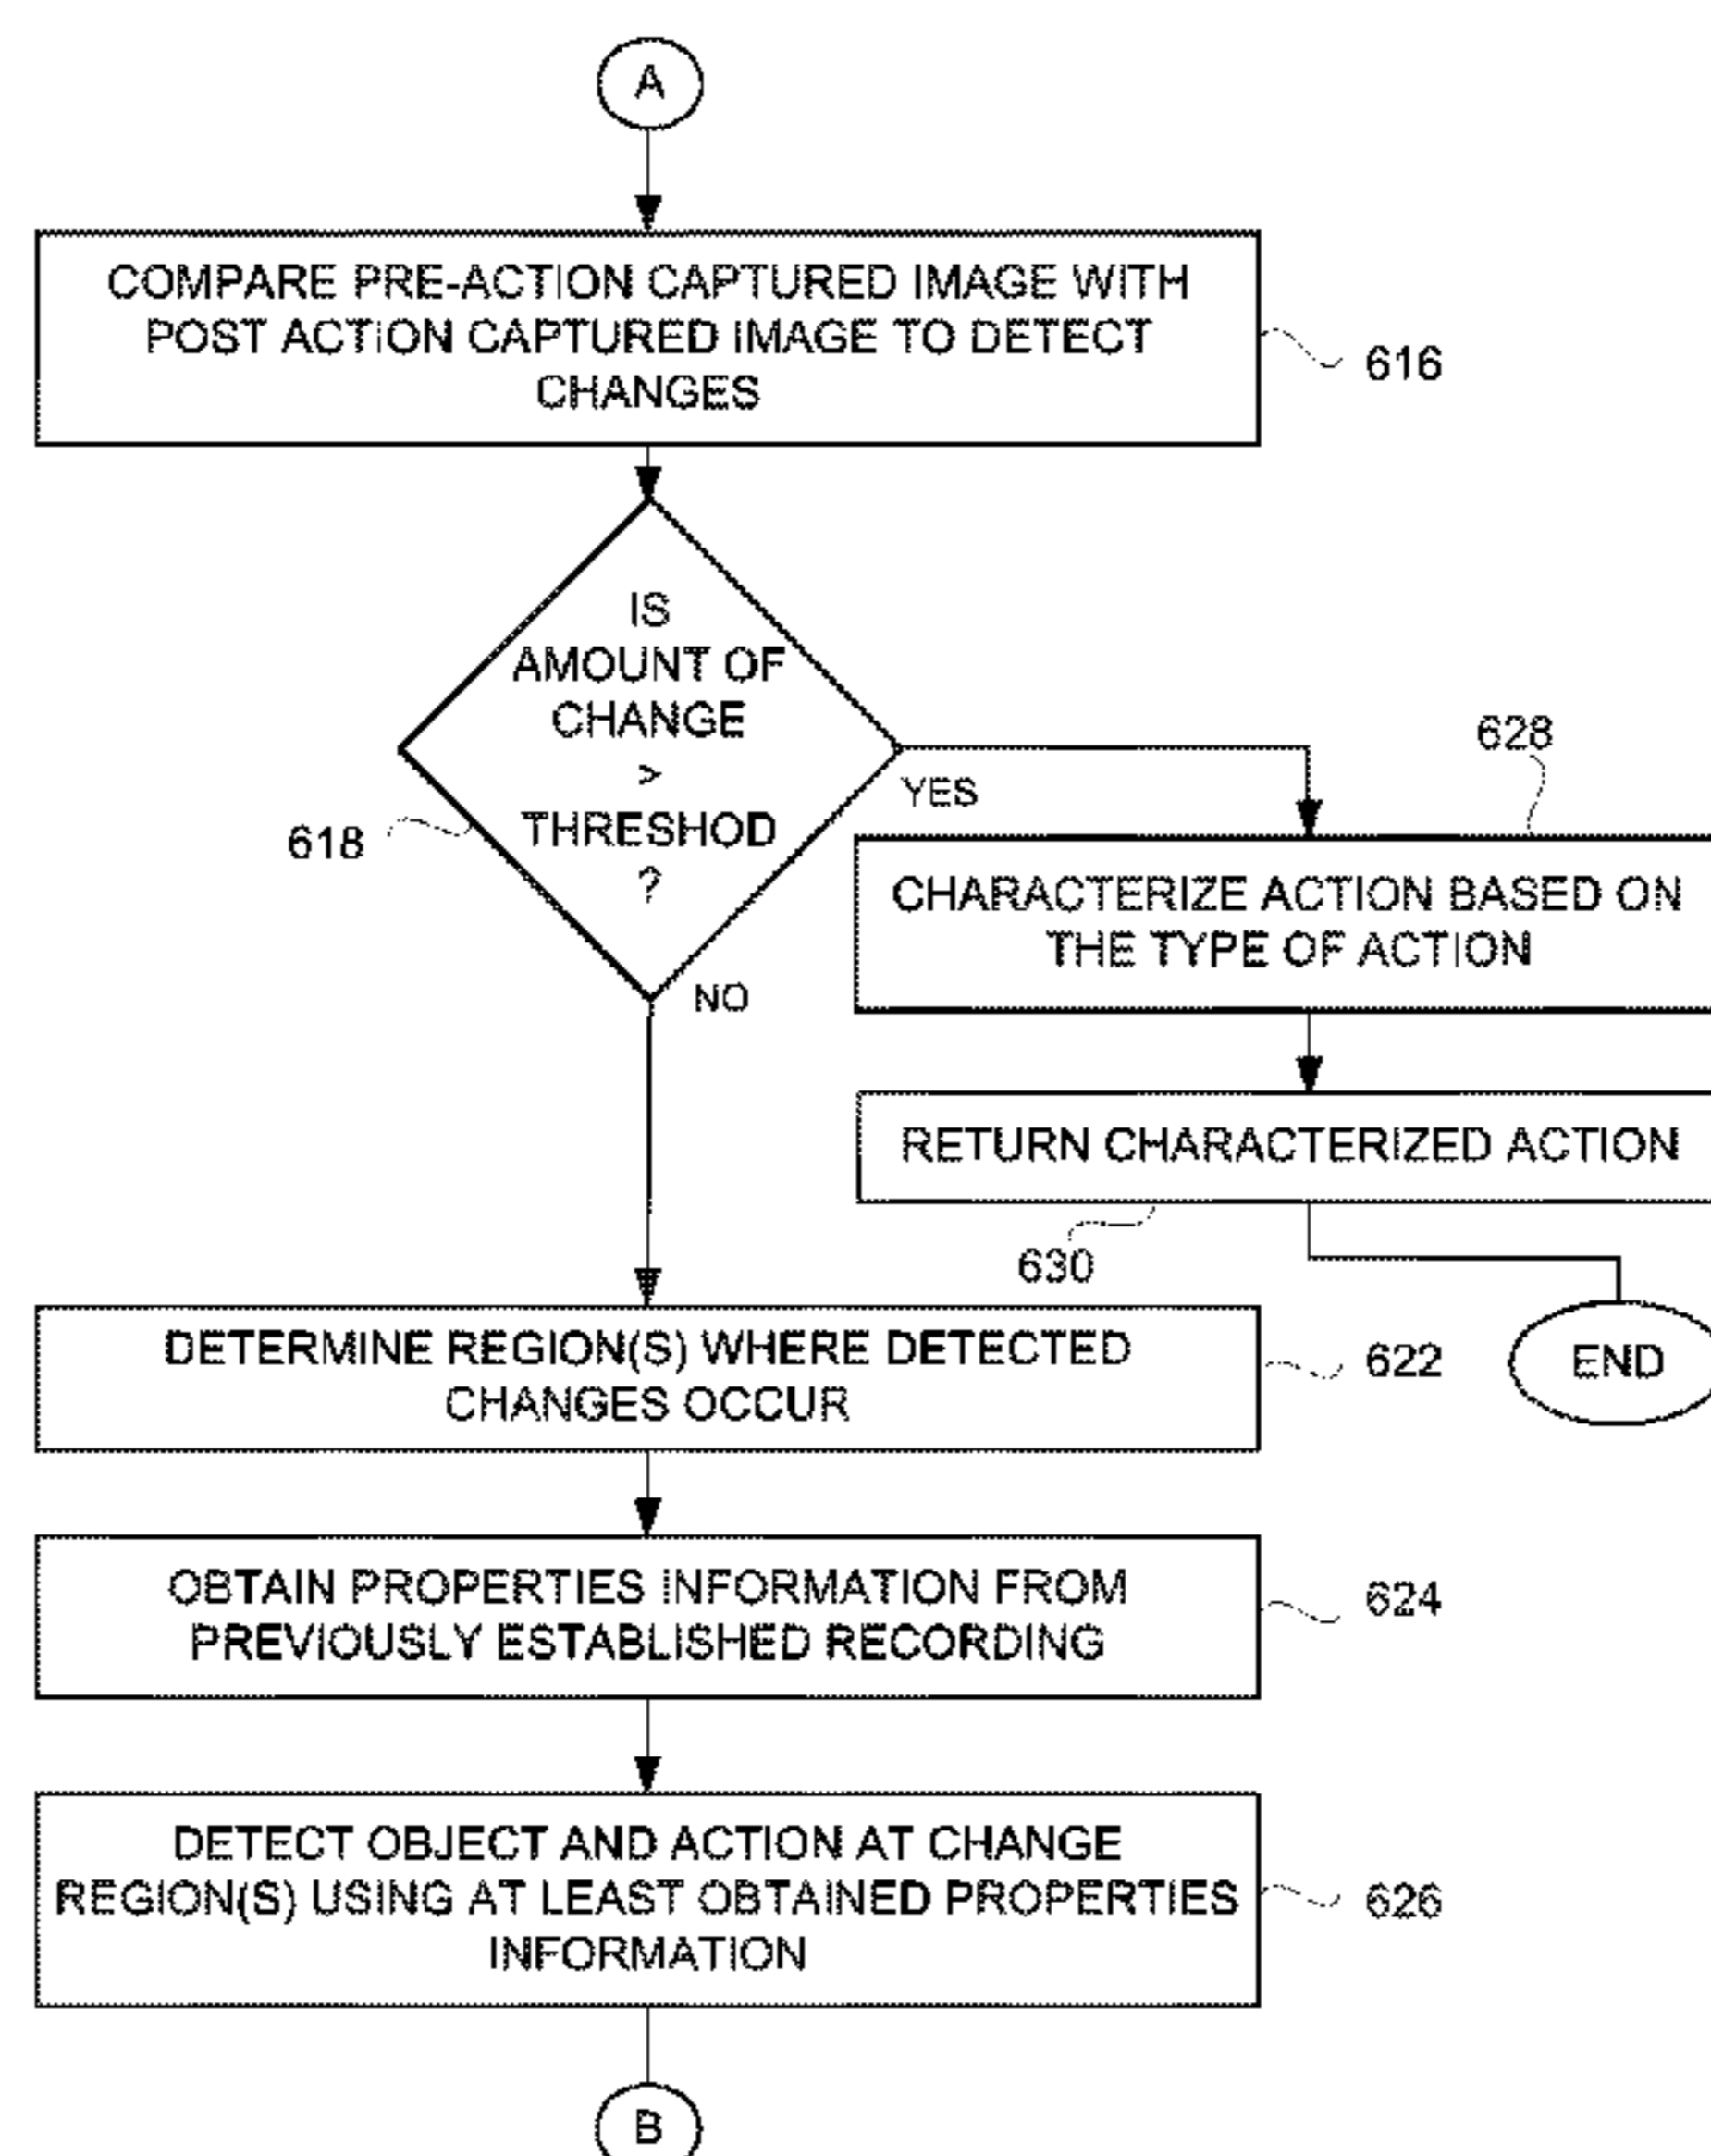 A
COMPARE PRE-ACTION CAPTURED IMAGE WITH
POST ACTION CAPTURED IMAGE TO DETECT
CHANGES
616
IS
AMOUNT OF
CHANGE
>
THRESHOD
?
618
YES
NO
628
CHARACTERIZE ACTION BASED ON
THE TYPE OF ACTION
RETURN CHARACTERIZED ACTION
630
END
DETERMINE REGION(S) WHERE DETECTED
CHANGES OCCUR
622
OBTAIN PROPERTIES INFORMATION FROM
PREVIOUSLY ESTABLISHED RECORDING
624
DETECT OBJECT AND ACTION AT CHANGE
REGION(S) USING AT LEAST OBTAINED PROPERTIES
INFORMATION
626
B